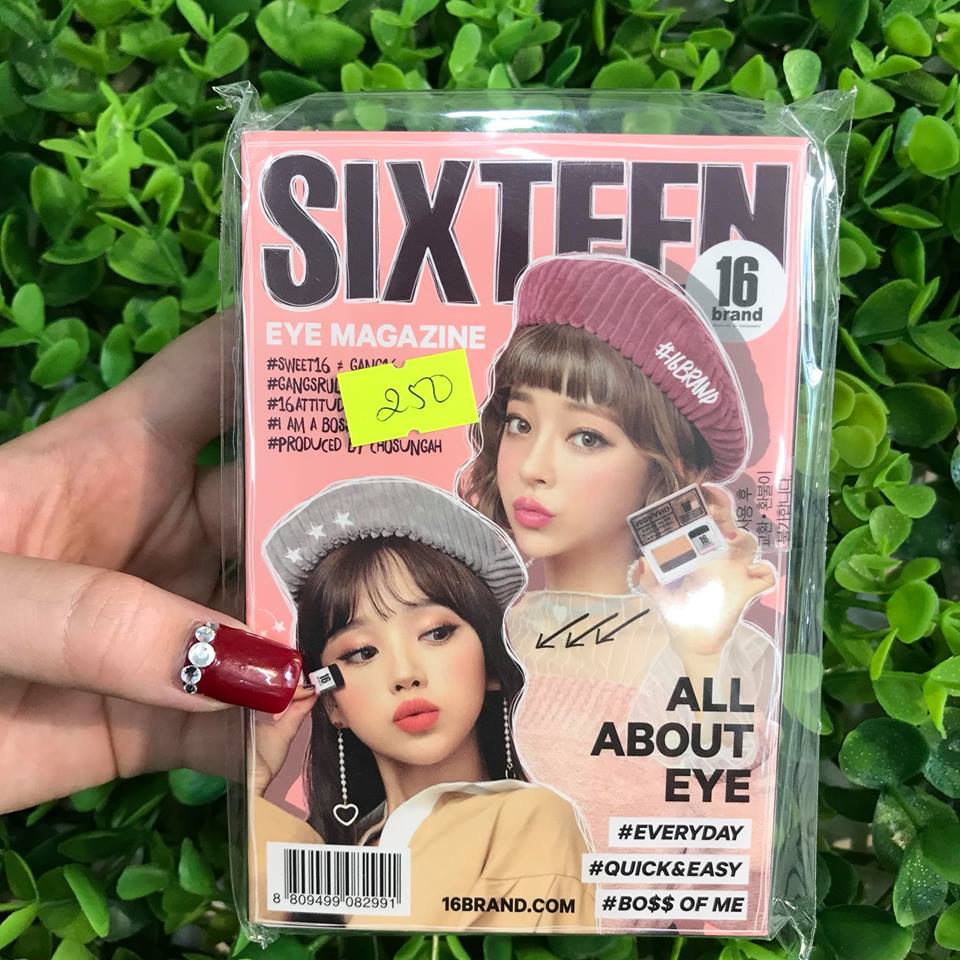 SIXTEEN
16
brand
EYE MAGAZINE
#SWEET16 ≠ GANG16
#GANGSRUL
#16ATTITUD
#I AM A BOS
#PRODUCED BY CHOSUNGAH
250
#16BRAND
사용 후
교환·환불이
불가합니다.
16
16
ALL
ABOUT
EYE
#EVERYDAY
#QUICK&EASY
#BO$$ OF ME
8 809499 082991
16BRAND.COM